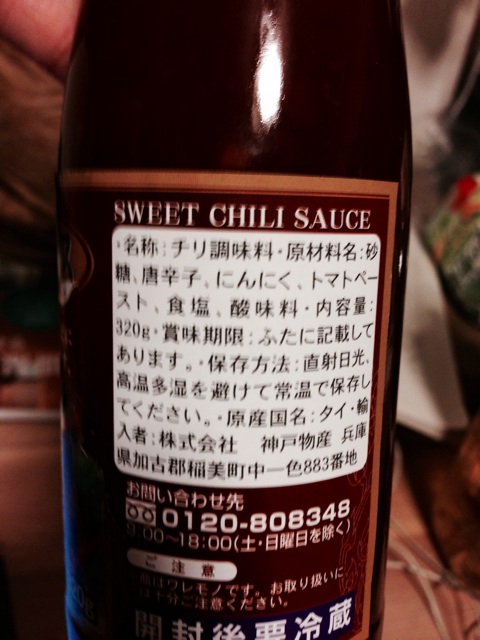 SWEET CHILI SAUCE
・名称:チリ調味料・原材料名:砂
糖、唐辛子、にんにく、トマトペー
スト、食塩、酸味料・内容量:
320g・賞味期限:ふたに記載して
あります。・保存方法:直射日光、
高温多湿を避けて常温で保存し
てください。・原産国名:タイ・輸
入者:株式会社 神戸物産 兵庫
県加古郡稲美町中一色883番地
お問い合わせ先
0120-808348
9:00~18:00(土・日曜日を除く)
ご注意
瓶はワレモノです。お取り扱いに
は十分ご注意ください。
開封後要冷蔵